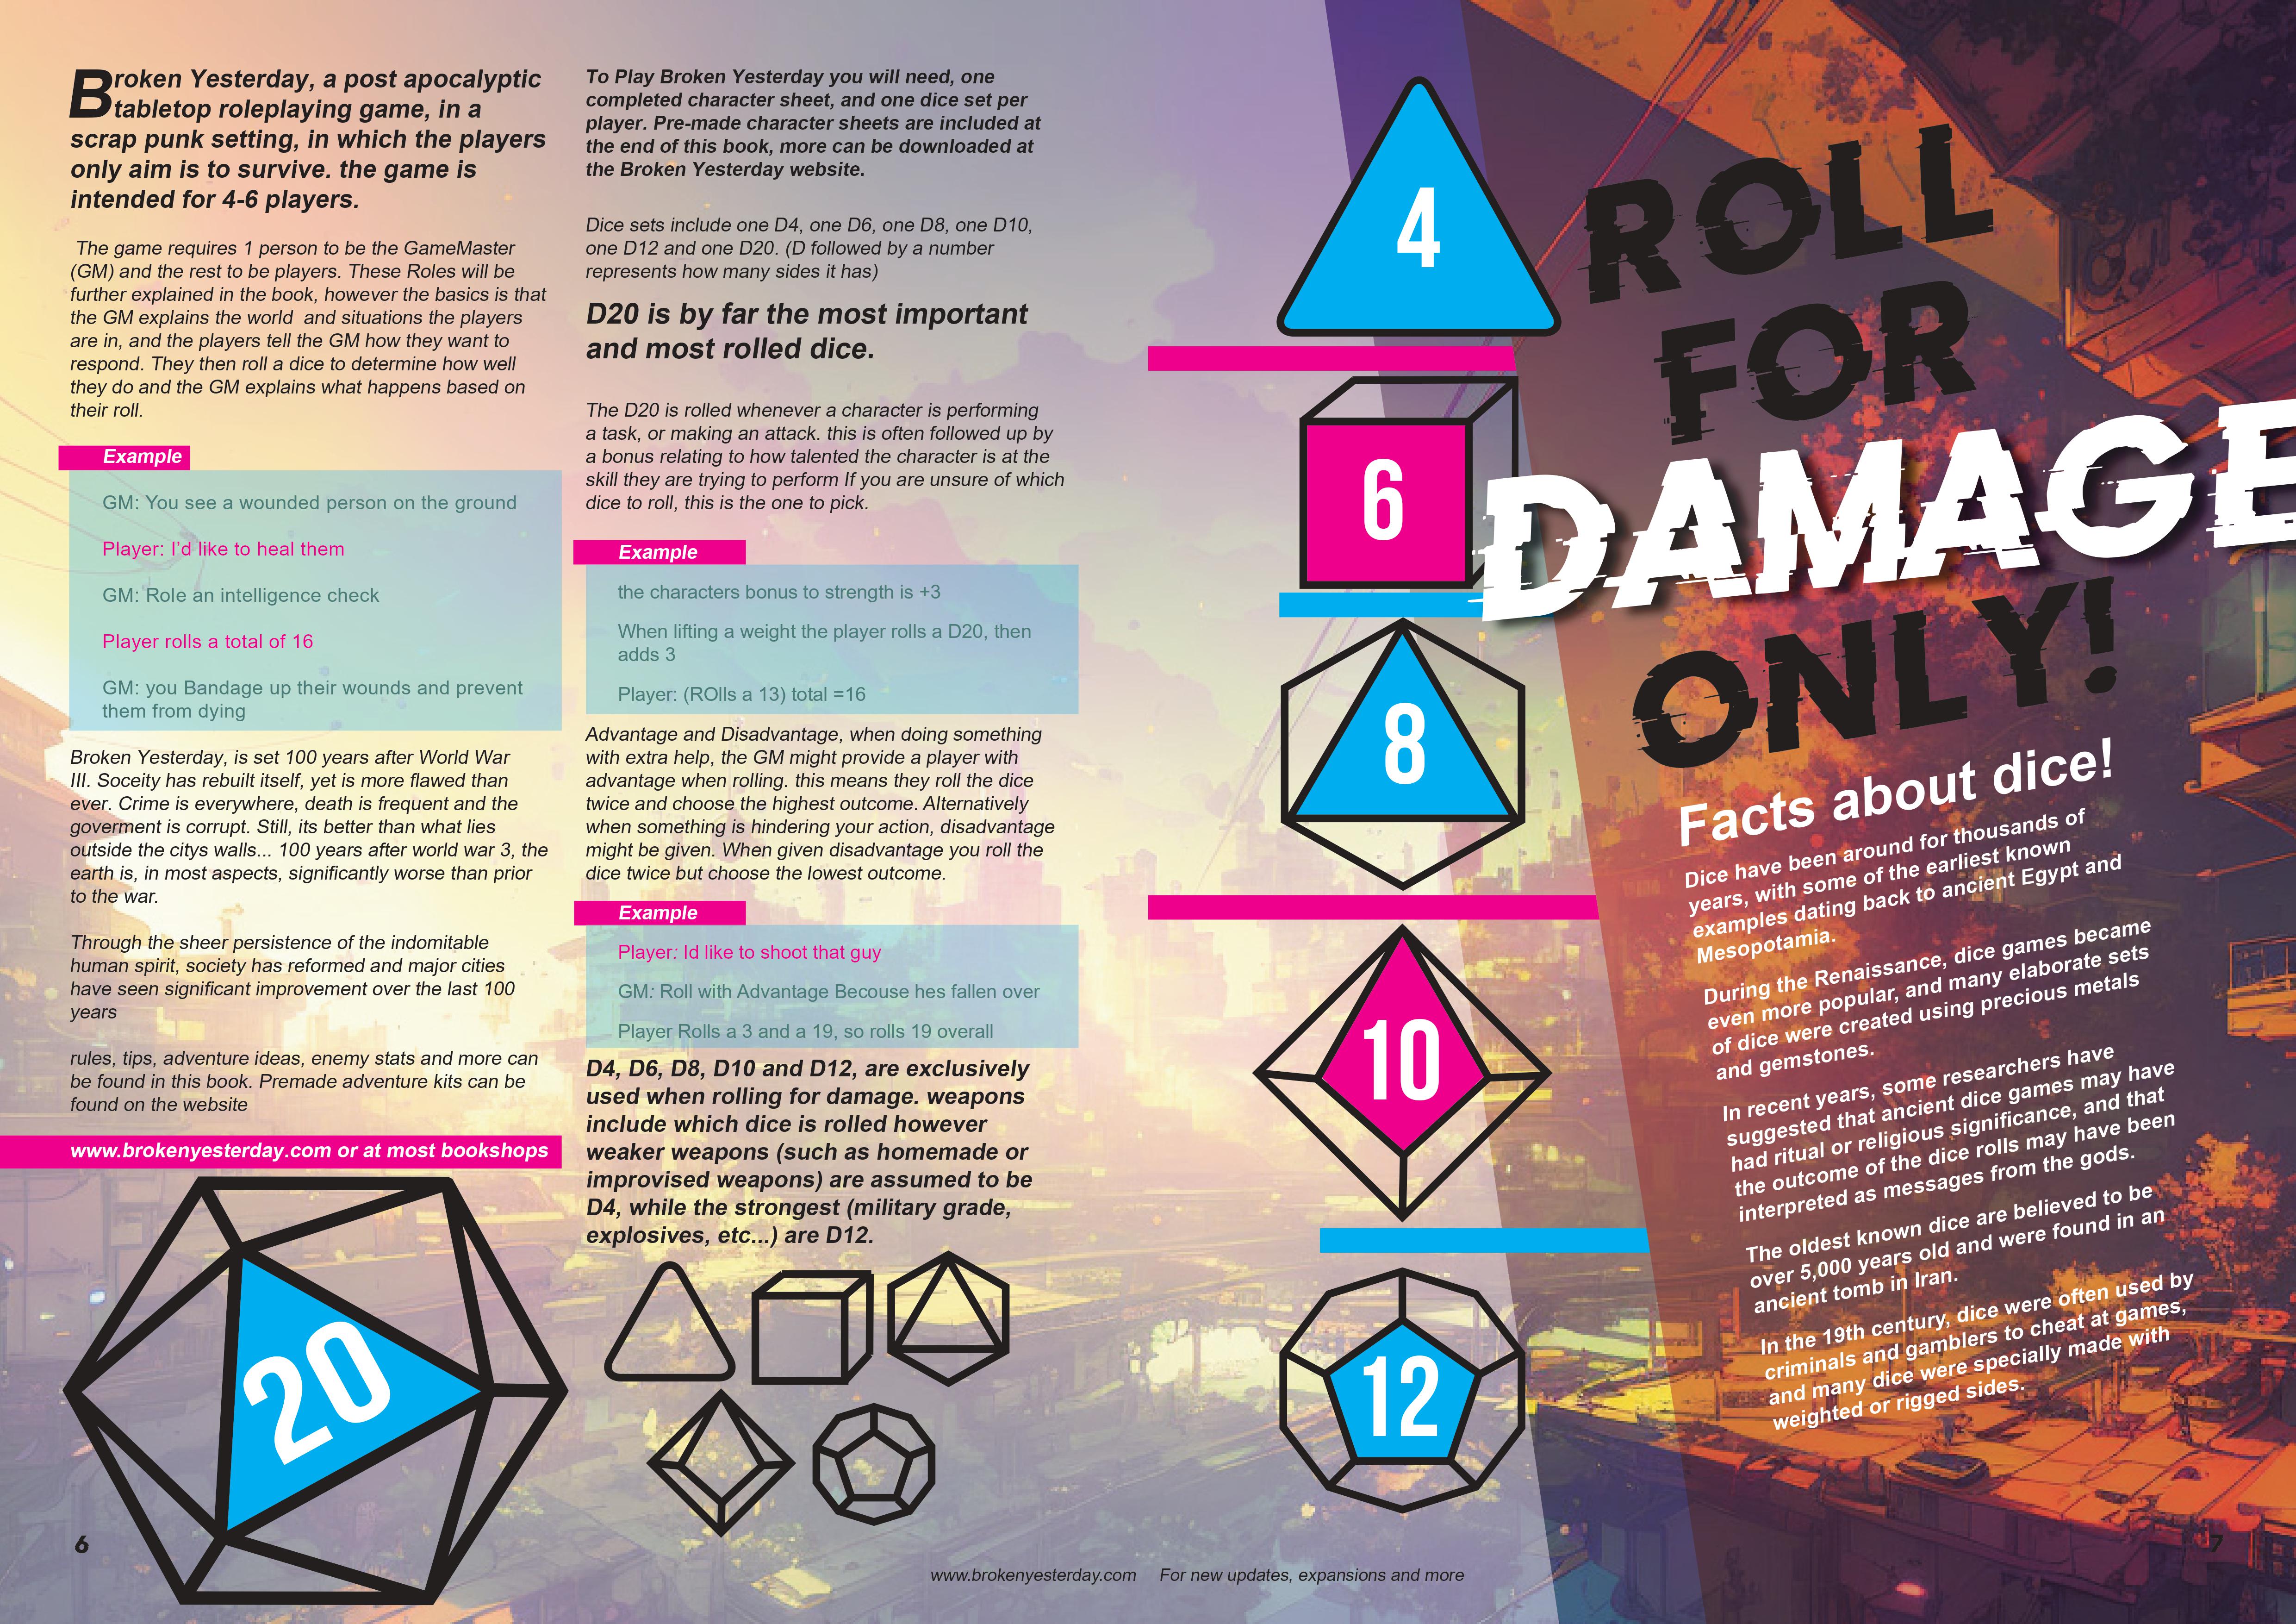 Broken Yesterday, a post apocalyptic
tabletop roleplaying game, in a
scrap punk setting, in which the players
only aim is to survive. the game is
intended for 4-6 players.
The game requires 1 person to be the GameMaster
(GM) and the rest to be players. These Roles will be
further explained in the book, however the basics is that
the GM explains the world and situations the players
are in, and the players tell the GM how they want to
respond. They then roll a dice to determine how well
they do and the GM explains what happens based on
their roll.
Example
GM: You see a wounded person on the ground
Player: I'd like to heal them
GM: Role an intelligence check
Player rolls a total of 16
GM: you Bandage up their wounds and prevent
them from dying
Broken Yesterday, is set 100 years after World War
III. Soceity has rebuilt itself, yet is more flawed than
ever. Crime is everywhere, death is frequent and the
goverment is corrupt. Still, its better than what lies
outside the citys walls... 100 years after world war 3, the
earth is, in most aspects, significantly worse than prior
to the war.
Through the sheer persistence of the indomitable
human spirit, society has reformed and major cities
have seen significant improvement over the last 100
years
rules, tips, adventure ideas, enemy stats and more can
be found in this book. Premade adventure kits can be
found on the website
www.brokenyesterday.com or at most bookshops
20
6
To Play Broken Yesterday you will need, one
completed character sheet, and one dice set per
player. Pre-made character sheets are included at
the end of this book, more can be downloaded at
the Broken Yesterday website.
Dice sets include one D4, one D6, one D8, one D10,
one D12 and one D20. (D followed by a number
represents how many sides it has)
D20 is by far the most important
and most rolled dice.
The D20 is rolled whenever a character is performing
a task, or making an attack. this is often followed up by
a bonus relating to how talented the character is at the
skill they are trying to perform If you are unsure of which
dice to roll, this is the one to pick.
Example
the characters bonus to strength is +3
When lifting a weight the player rolls a D20, then
adds 3
Player: (ROlls a 13) total =16
Advantage and Disadvantage, when doing something
with extra help, the GM might provide a player with
advantage when rolling. this means they roll the dice
twice and choose the highest outcome. Alternatively
when something is hindering your action, disadvantage
might be given. When given disadvantage you roll the
dice twice but choose the lowest outcome.
Example
Player: Id like to shoot that guy
GM: Roll with Advantage Becouse hes fallen over
Player Rolls a 3 and a 19, so rolls 19 overall
D4, D6, D8, D10 and D12, are exclusively
used when rolling for damage. weapons
include which dice is rolled however
weaker weapons (such as homemade or
improvised weapons) are assumed to be
D4, while the strongest (military grade,
explosives, etc...) are D12.
www.brokenyesterday.com For new updates, expansions and more
4
6
8
10
12
ROLL
FOR
DAMAGE
ONLY!
Facts about dice!
Dice have been around for thousands of
years, with some of the earliest known
examples dating back to ancient Egypt and
Mesopotamia.
During the Renaissance, dice games became
even more popular, and many elaborate sets
of dice were created using precious metals
and gemstones.
In recent years, some researchers have
suggested that ancient dice games may have
had ritual or religious significance, and that
the outcome of the dice rolls may have been
interpreted as messages from the gods.
The oldest known dice are believed to be
over 5,000 years old and were found in an
ancient tomb in Iran.
In the 19th century, dice were often used by
criminals and gamblers to cheat at games,
and many dice were specially made with
weighted or rigged sides.
7